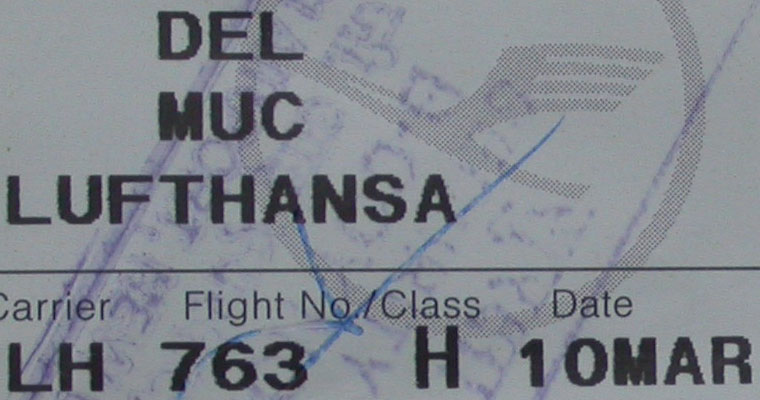 DEL
MUC
LUFTHANSA
Carrier Flight No./Class Date
LH 763 H 10MAR